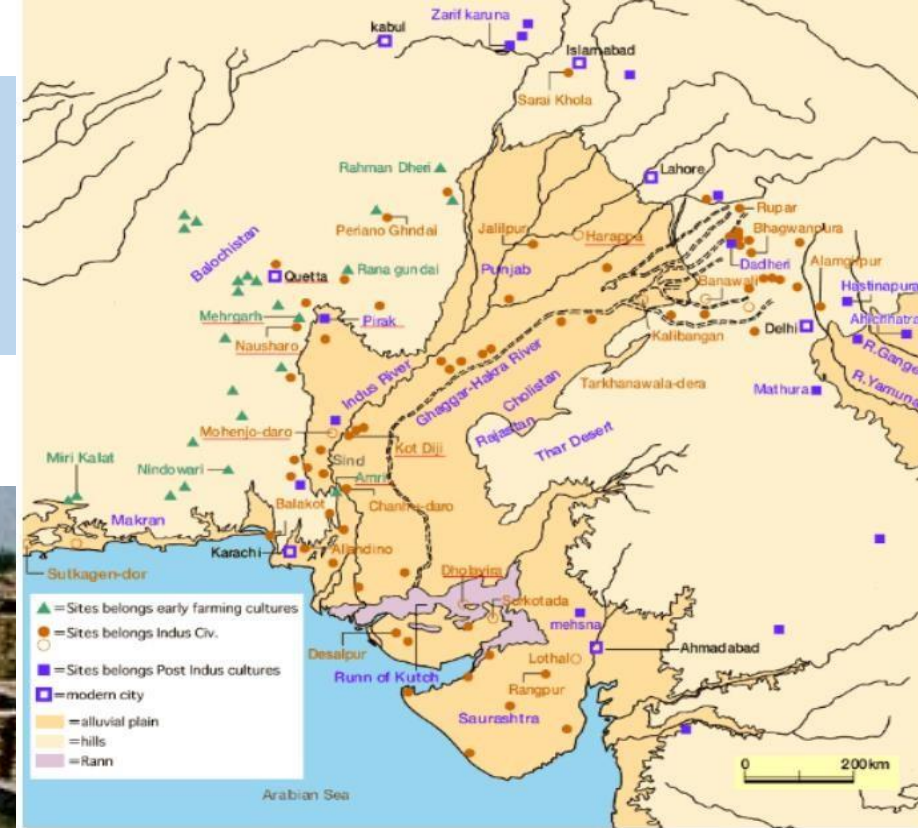 kabul
Zarif karuna
Islamabad
Sarai Khola
Rahman Dheri
Lahore
Periano Ghndai
Jalilpur
Harappa
Rupar
Bhagwanpura
Balochistan
Quetta
Rana gundai
Punjab
Dadheri
Alamgirpur
Banawali
Hastinapura
Mehrgarh
Pirak
Ahichhatra
Nausharo
Kalibangan
Delhi
R.Gange
R.Yamuna
Indus River
Ghaggar-Hakra River
Cholistan
Tarkhanawala-dera
Mathura
Mohenjo-daro
Kot Diji
Rajastan
Thar Desert
Miri Kalat
Nindowari
Sind
Amri
Chanhu-daro
Makran
Balakot
Karachi
Allahdino
Sutkagen-dor
Dholavira
Surkotada
mehsna
Desalpur
Ahmadabad
Runn of Kutch
Lothal
Rangpur
Saurashtra
=Sites belongs early farming cultures
=Sites belongs Indus Civ.
=Sites belongs Post Indus cultures
=modern city
=alluvial plain
=hills
=Rann
0 200km
Arabian Sea